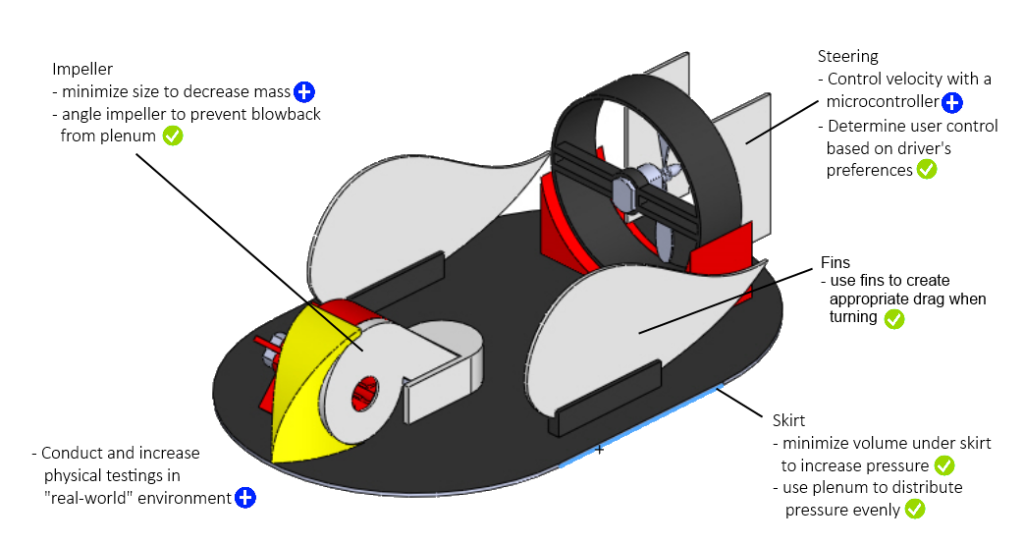 Impeller
- minimize size to decrease mass
- angle impeller to prevent blowback
from plenum
Steering
- Control velocity with a
microcontroller
- Determine user control
based on driver's
preferences
Fins
- use fins to create
appropriate drag when
turning
Skirt
- minimize volume under skirt
to increase pressure
- use plenum to distribute
pressure evenly
- Conduct and increase
physical testings in
"real-world" environment